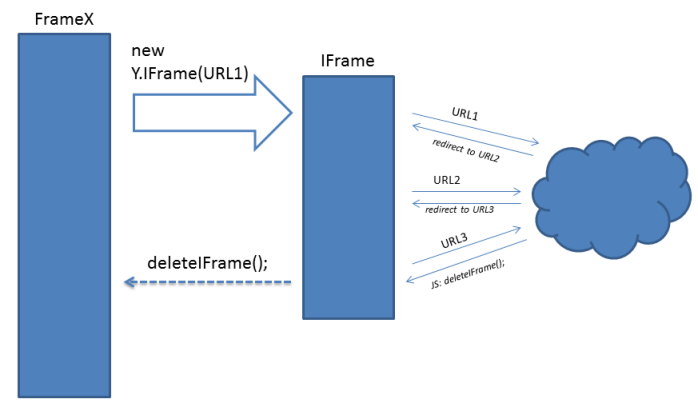 FrameX
new
Y.IFrame(URL1)
IFrame
URL1
redirect to URL2
URL2
redirect to URL3
URL3
JS: deleteIFrame();
deleteIFrame();